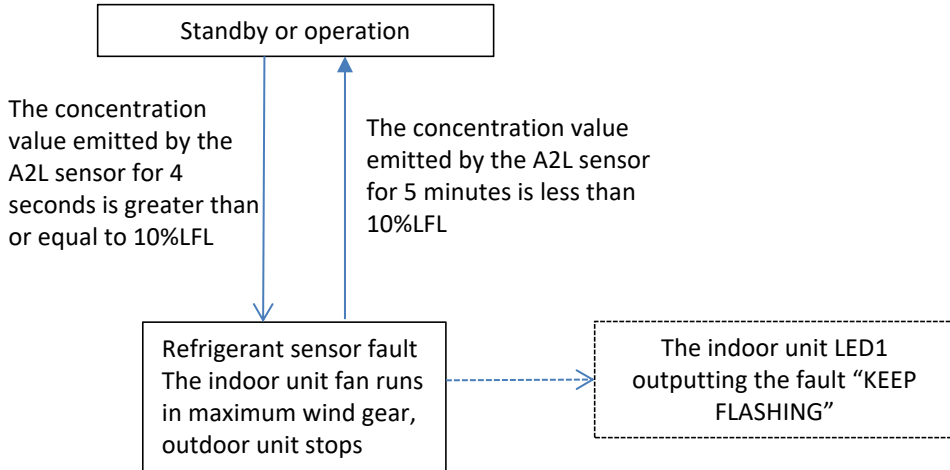 Standby or operation
The concentration
value emitted by the
A2L sensor for 4
seconds is greater than
or equal to 10%LFL
The concentration value
emitted by the A2L sensor
for 5 minutes is less than
10%LFL
Refrigerant sensor fault
The indoor unit fan runs
in maximum wind gear,
outdoor unit stops
The indoor unit LED1
outputting the fault “KEEP
FLASHING”